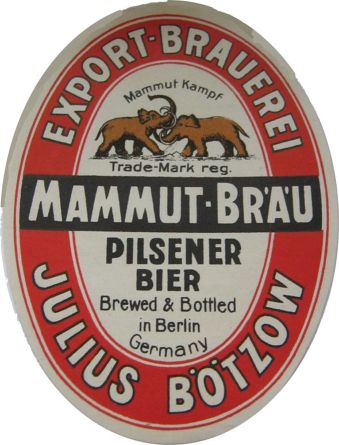 EXPORT-BRAUEREI
Mammut Kampf
Trade-Mark reg.
MAMMUT-BRÄU
PILSENER
BIER
Brewed & Bottled
in Berlin
Germany
JULIUS BÖTZOW